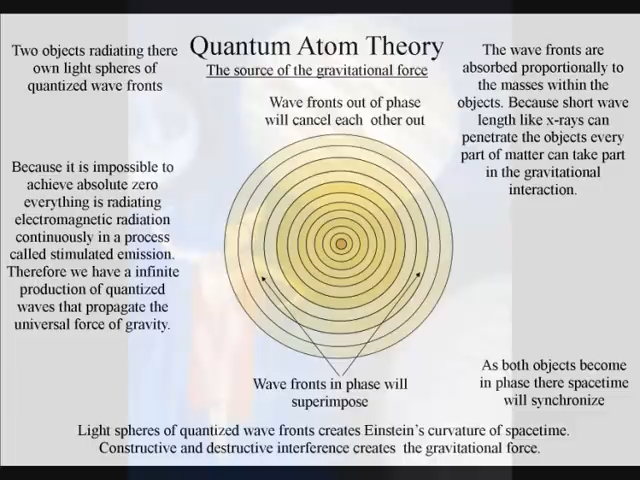 Quantum Atom Theory
The source of the gravitational force
Two objects radiating there
own light spheres of
quantized wave fronts
Wave fronts out of phase
will cancel each other out
The wave fronts are
absorbed proportionally to
the masses within the
objects. Because short wave
length like x-rays can
penetrate the objects every
part of matter can take part
in the gravitational
interaction.
Because it is impossible to
achieve absolute zero
everything is radiating
electromagnetic radiation
continuously in a process
called stimulated emission.
Therefore we have a infinite
production of quantized
waves that propagate the
universal force of gravity.
Wave fronts in phase will
superimpose
As both objects become
in phase there spacetime
will synchronize
Light spheres of quantized wave fronts creates Einstein's curvature of spacetime.
Constructive and destructive interference creates the gravitational force.